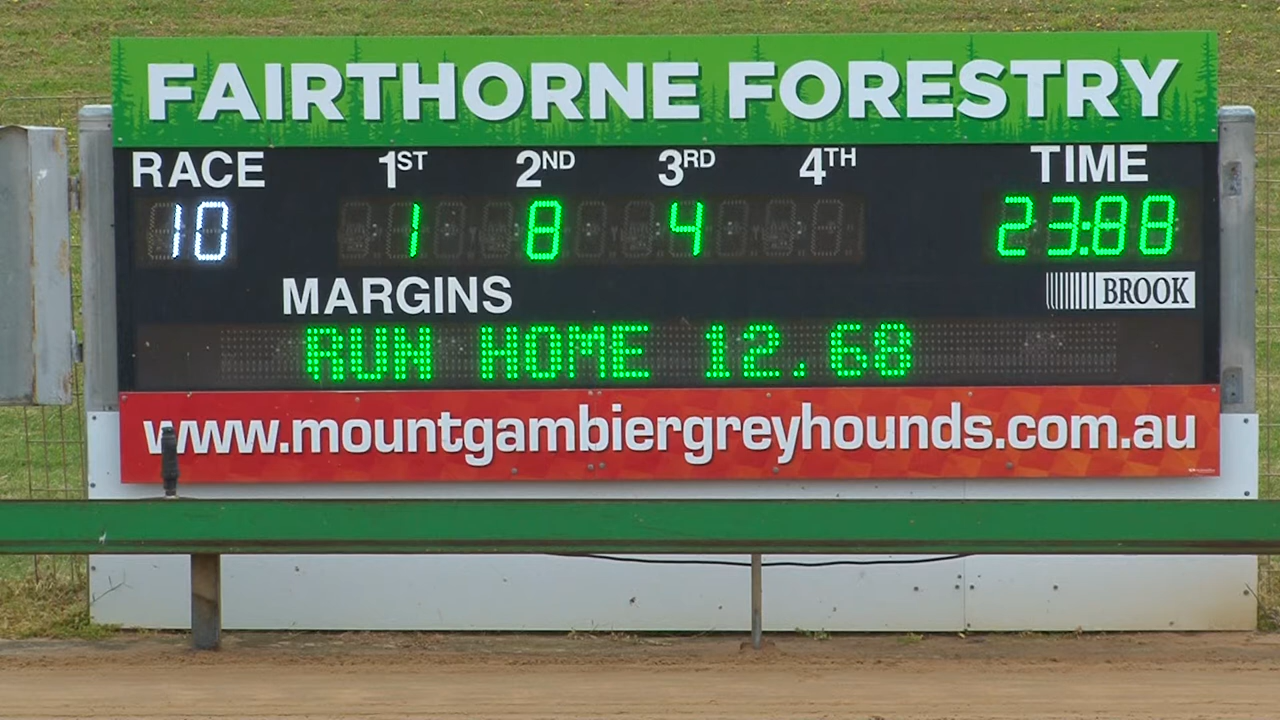 FAIRTHORNE FORESTRY
RACE 1ST 2ND 3RD 4TH TIME
10 1 8 4 23:88
MARGINS
BROOK
RUN HOME 12.68
www.mountgambiergreyhounds.com.au